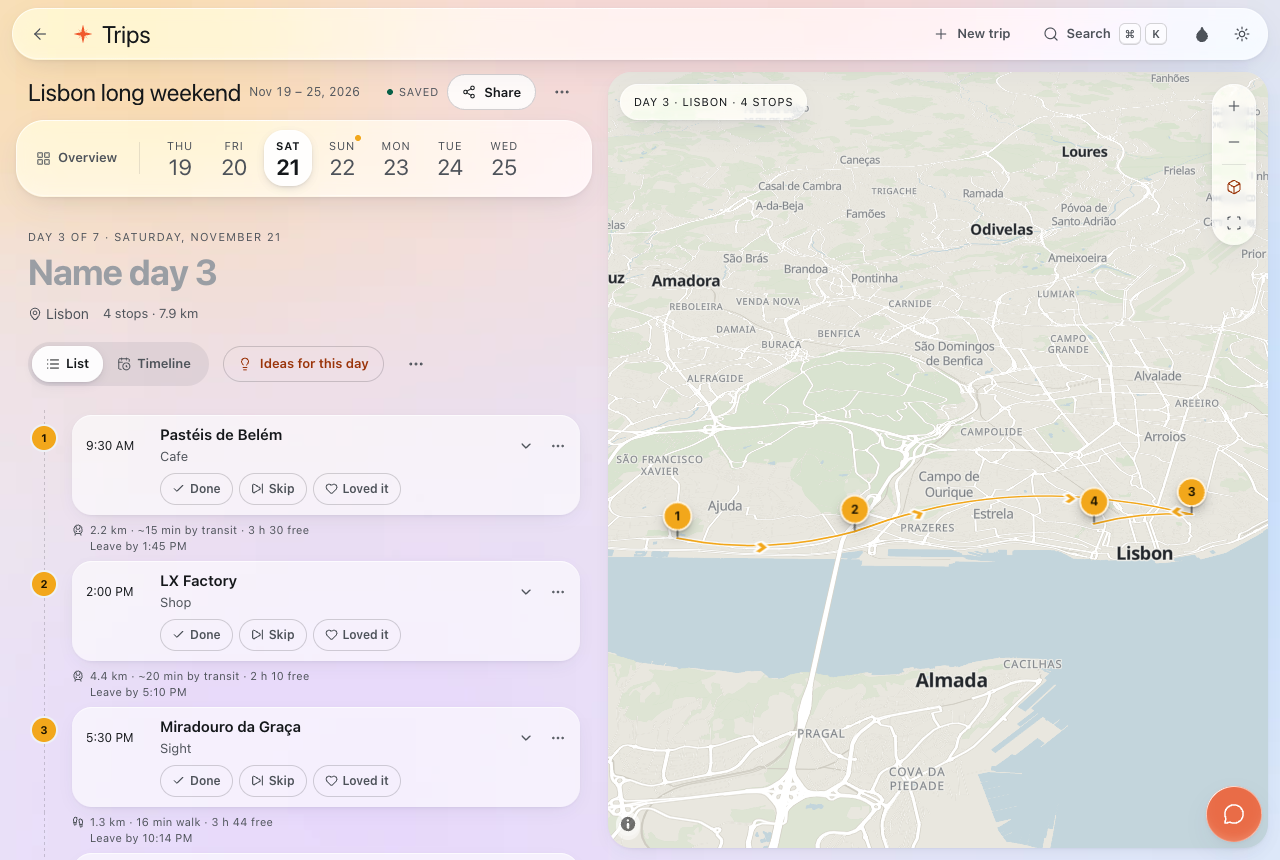 Trips
New trip
Search ⌘ K
Lisbon long weekend Nov 19 – 25, 2026 SAVED Share
Overview
THU 19
FRI 20
SAT 21
SUN 22
MON 23
TUE 24
WED 25
DAY 3 OF 7 · SATURDAY, NOVEMBER 21
Name day 3
Lisbon 4 stops · 7.9 km
List Timeline Ideas for this day
1
9:30 AM Pastéis de Belém
Cafe
Done Skip Loved it
2.2 km · ~15 min by transit · 3 h 30 free
Leave by 1:45 PM
2
2:00 PM LX Factory
Shop
Done Skip Loved it
4.4 km · ~20 min by transit · 2 h 10 free
Leave by 5:10 PM
3
5:30 PM Miradouro da Graça
Sight
Done Skip Loved it
1.3 km · 16 min walk · 3 h 44 free
Leave by 10:14 PM
DAY 3 · LISBON · 4 STOPS
Fanhões
Loures
Caneças
Frielas
Casal de Cambra
TRIGACHE
Ramada
A-da-Beja
Famões
Póvoa de
Santo Adrião
elas
Odivelas
São Brás
Ameixoeira
Prior
Brandoa
Pontinha
uz
Amadora
LUMIAR
REBOLEIRA
VENDA NOVA
CARNIDE
DAMAIA
BENFICA
BURACA
CAMPO
GRANDE
São Domingos
de Benfica
ALFRAGIDE
Alvalade
AREEIRO
CAMPOLIDE
Arroios
SÃO FRANCISCO
XAVIER
Campo de
Ourique
Ajuda
Estrela
PRAZERES
1
2
4
3
Lisbon
CACILHAS
Almada
PRAGAL
COVA DA
PIEDADE